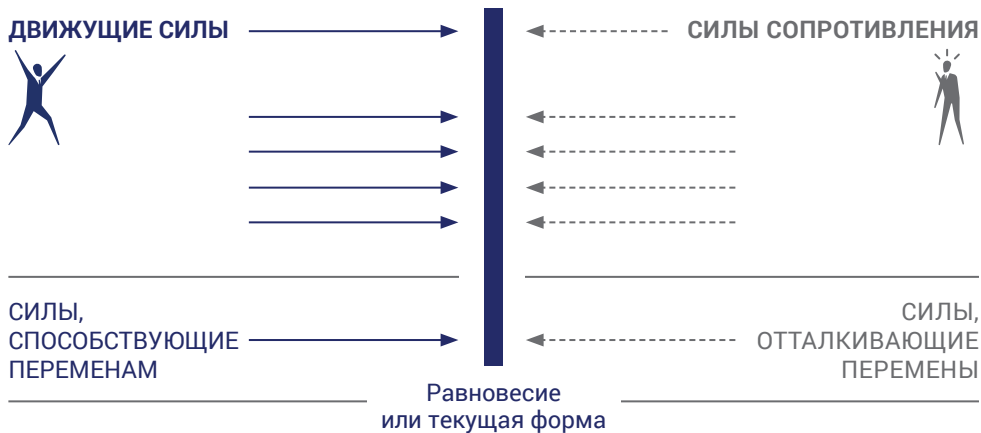 ДВИЖУЩИЕ СИЛЫ
СИЛЫ СОПРОТИВЛЕНИЯ
СИЛЫ,
СПОСОБСТВУЮЩИЕ
ПЕРЕМЕНАМ
СИЛЫ,
ОТТАЛКИВАЮЩИЕ
ПЕРЕМЕНЫ
Равновесие
или текущая форма